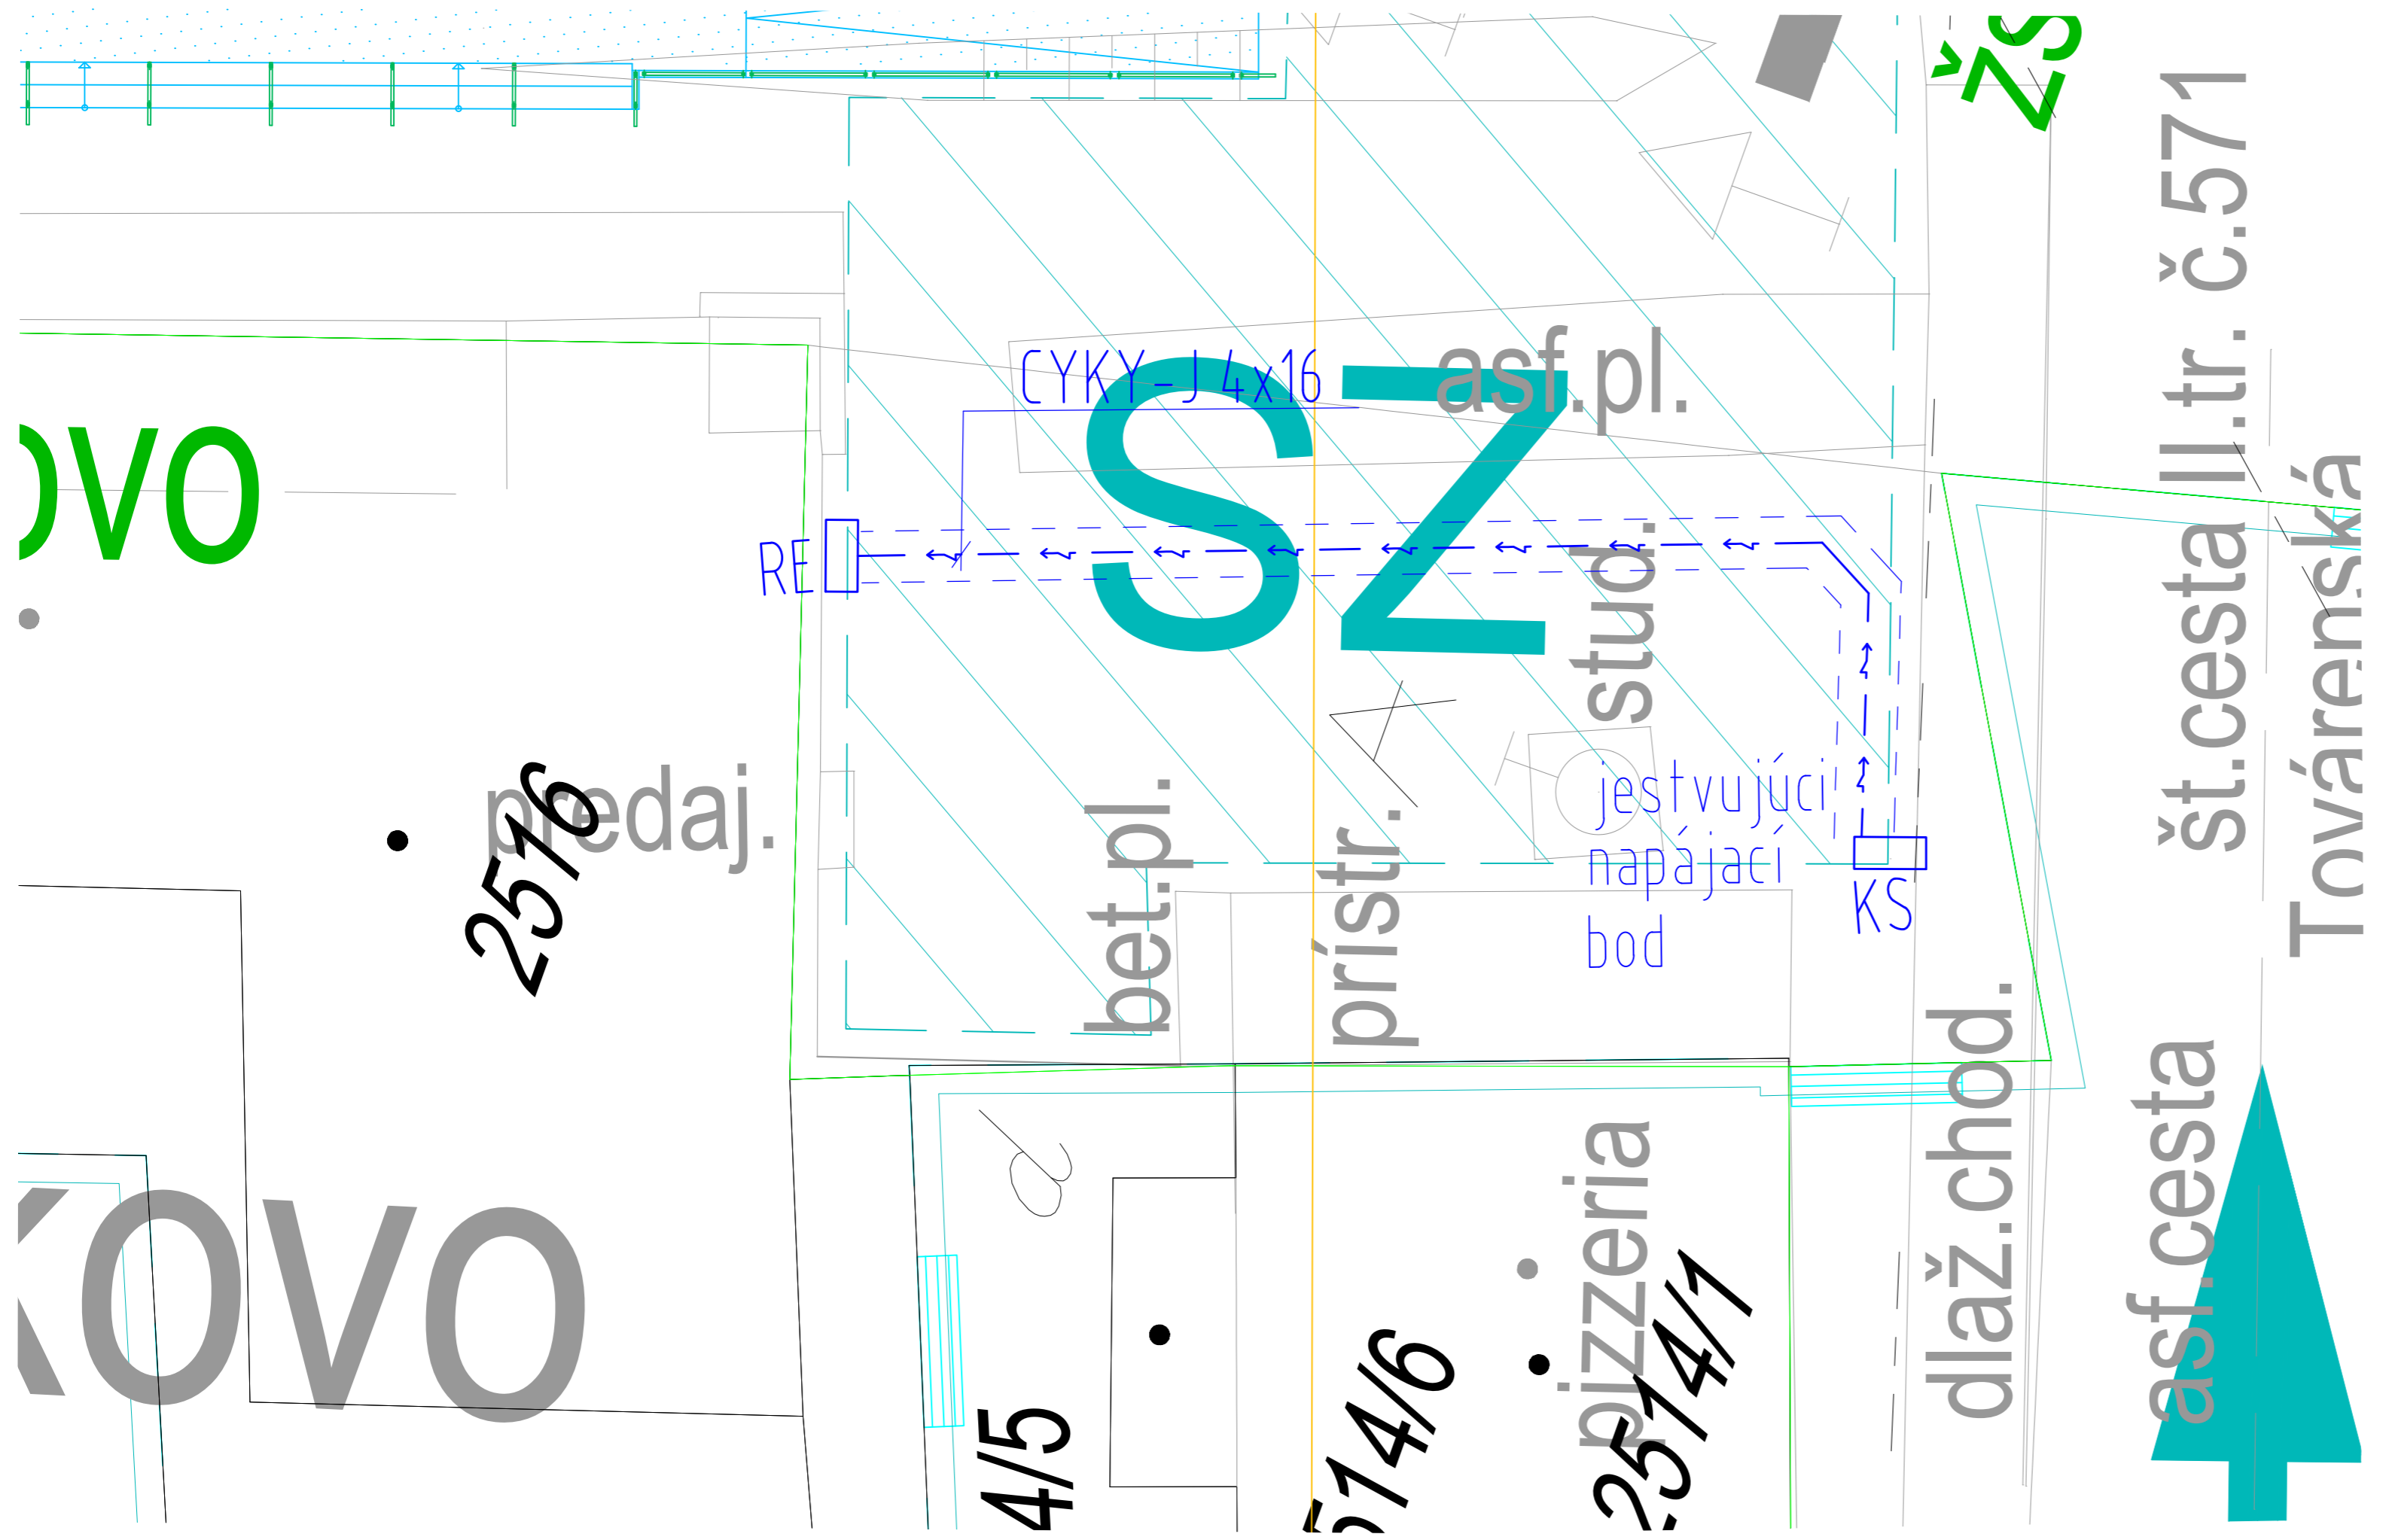 ŽS
št.cesta III.tr. č.571
Továrenská
CYKY-J 4x16
asf.pl.
SZ
OVO
RE
stud.
predaj.
2516
bet.pl.
prístr.
jestvujúci
napájací
bod
KS
dlaž.chod.
asf.cesta
KOVO
pizzeria
4/5
514/6
2514/1